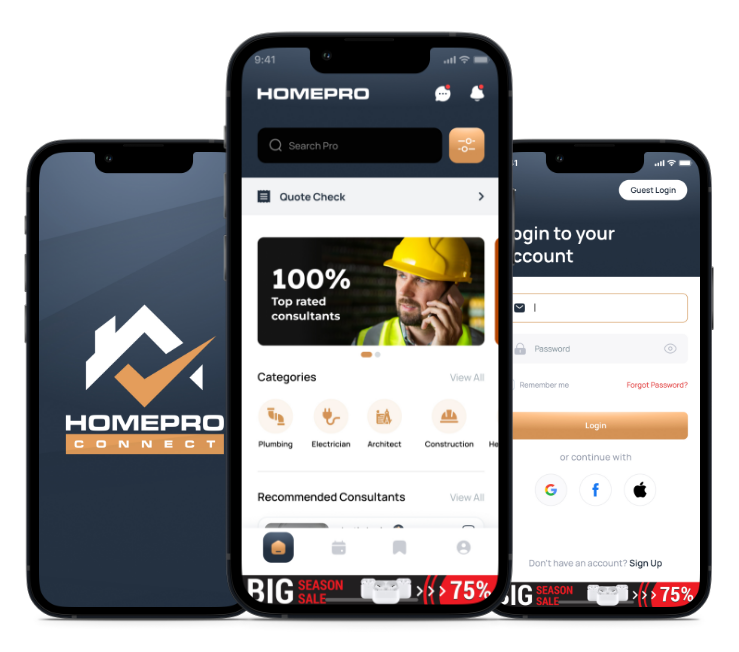 HOMEPRO
CONNECT
9:41
HOMEPRO
Search Pro
Quote Check
100%
Top rated
consultants
Categories
View All
Plumbing
Electrician
Architect
Construction
He
Recommended Consultants
View All
BIG
SEASON
SALE
75%
Guest Login
ogin to your
ccount
Password
Remember me
Forgot Password?
Login
or continue with
G
f
Don't have an account? Sign Up
IG
SEASON
SALE
75%